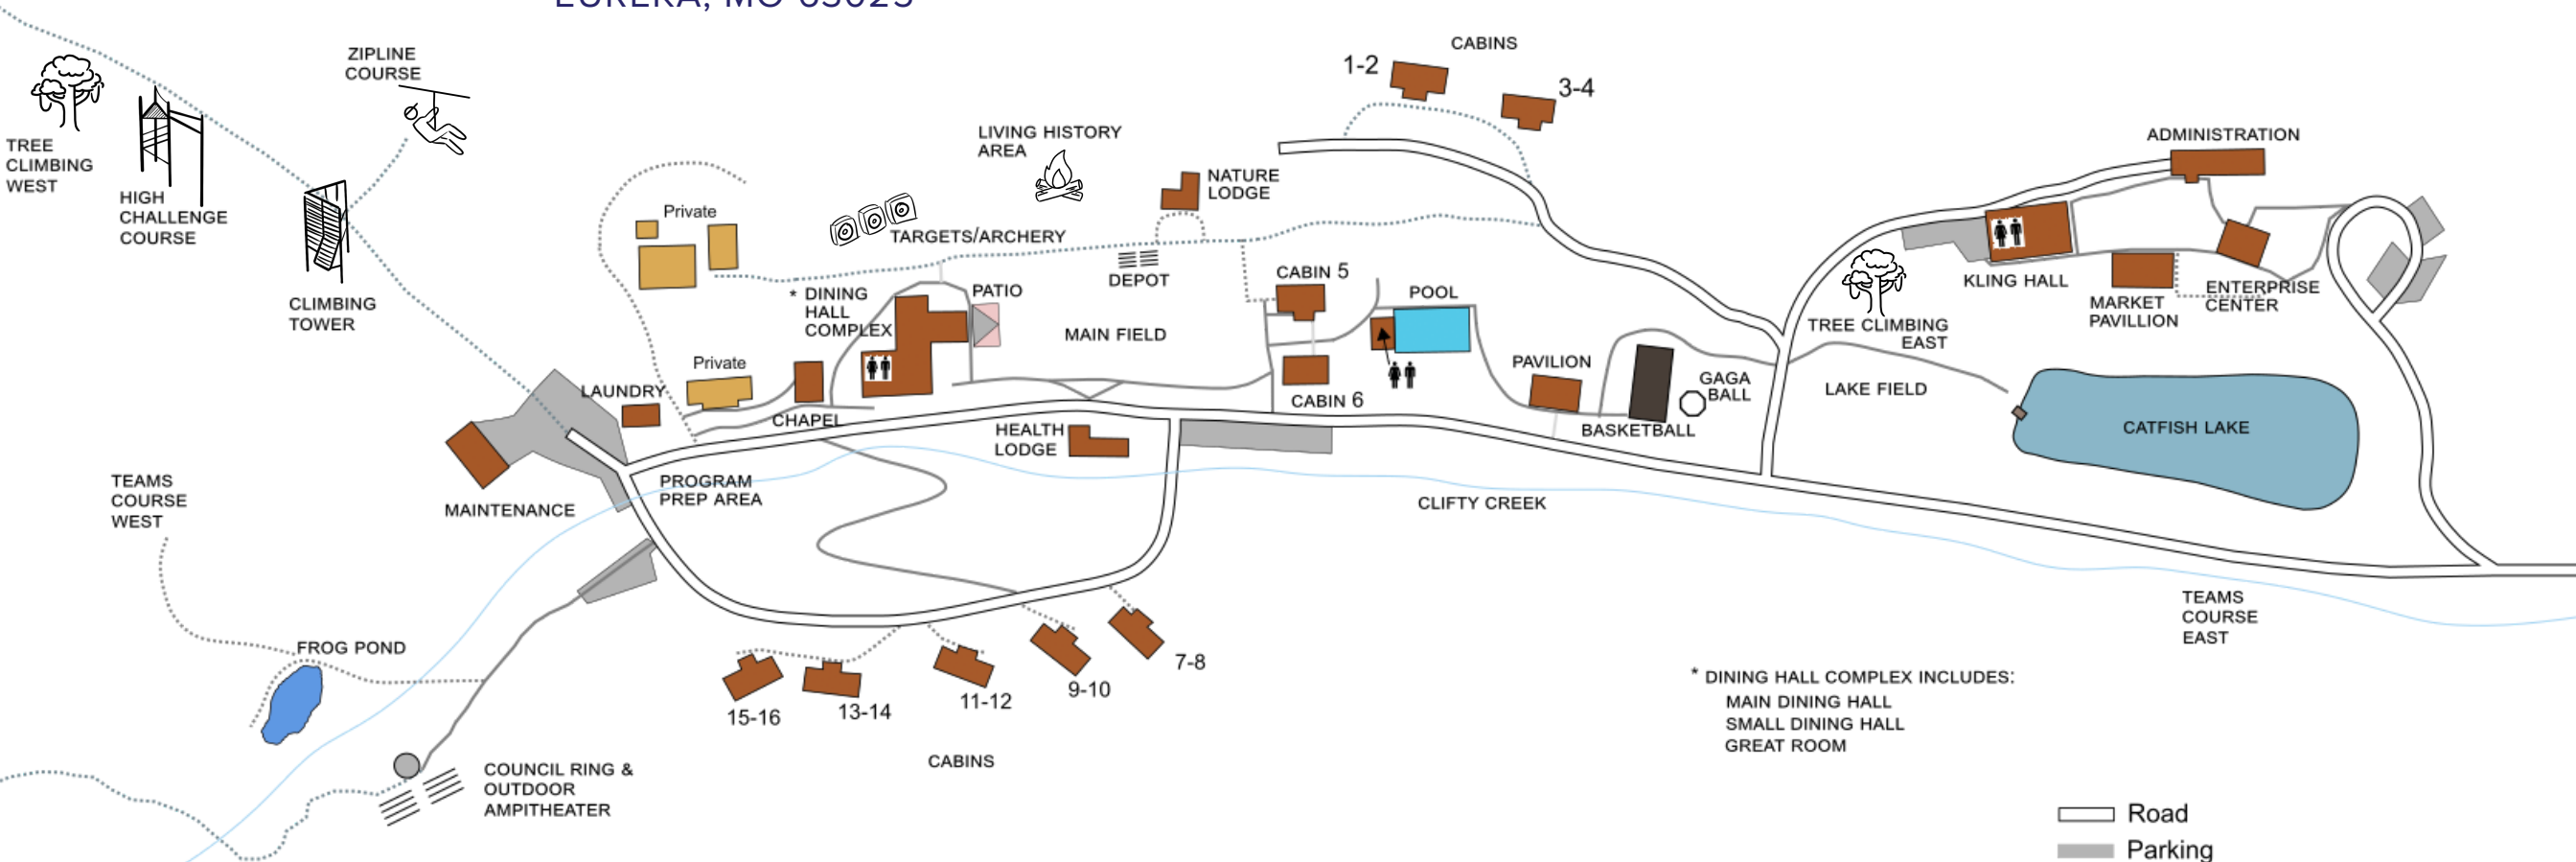 EUREKA, MO 63025
ZIPLINE
COURSE
TREE
CLIMBING
WEST
HIGH
CHALLENGE
COURSE
CLIMBING
TOWER
Private
TARGETS/ARCHERY
LIVING HISTORY
AREA
NATURE
LODGE
CABINS
1-2
3-4
ADMINISTRATION
* DINING
HALL
COMPLEX
PATIO
DEPOT
MAIN FIELD
CABIN 5
POOL
CABIN 6
PAVILION
BASKETBALL
GAGA
BALL
TREE CLIMBING
EAST
KLING HALL
MARKET
PAVILLION
ENTERPRISE
CENTER
LAKE FIELD
CATFISH LAKE
Private
LAUNDRY
CHAPEL
HEALTH
LODGE
MAINTENANCE
PROGRAM
PREP AREA
CLIFTY CREEK
TEAMS
COURSE
WEST
FROG POND
COUNCIL RING &
OUTDOOR
AMPITHEATER
15-16
13-14
11-12
9-10
7-8
CABINS
TEAMS
COURSE
EAST
* DINING HALL COMPLEX INCLUDES:
MAIN DINING HALL
SMALL DINING HALL
GREAT ROOM
Road
Parking